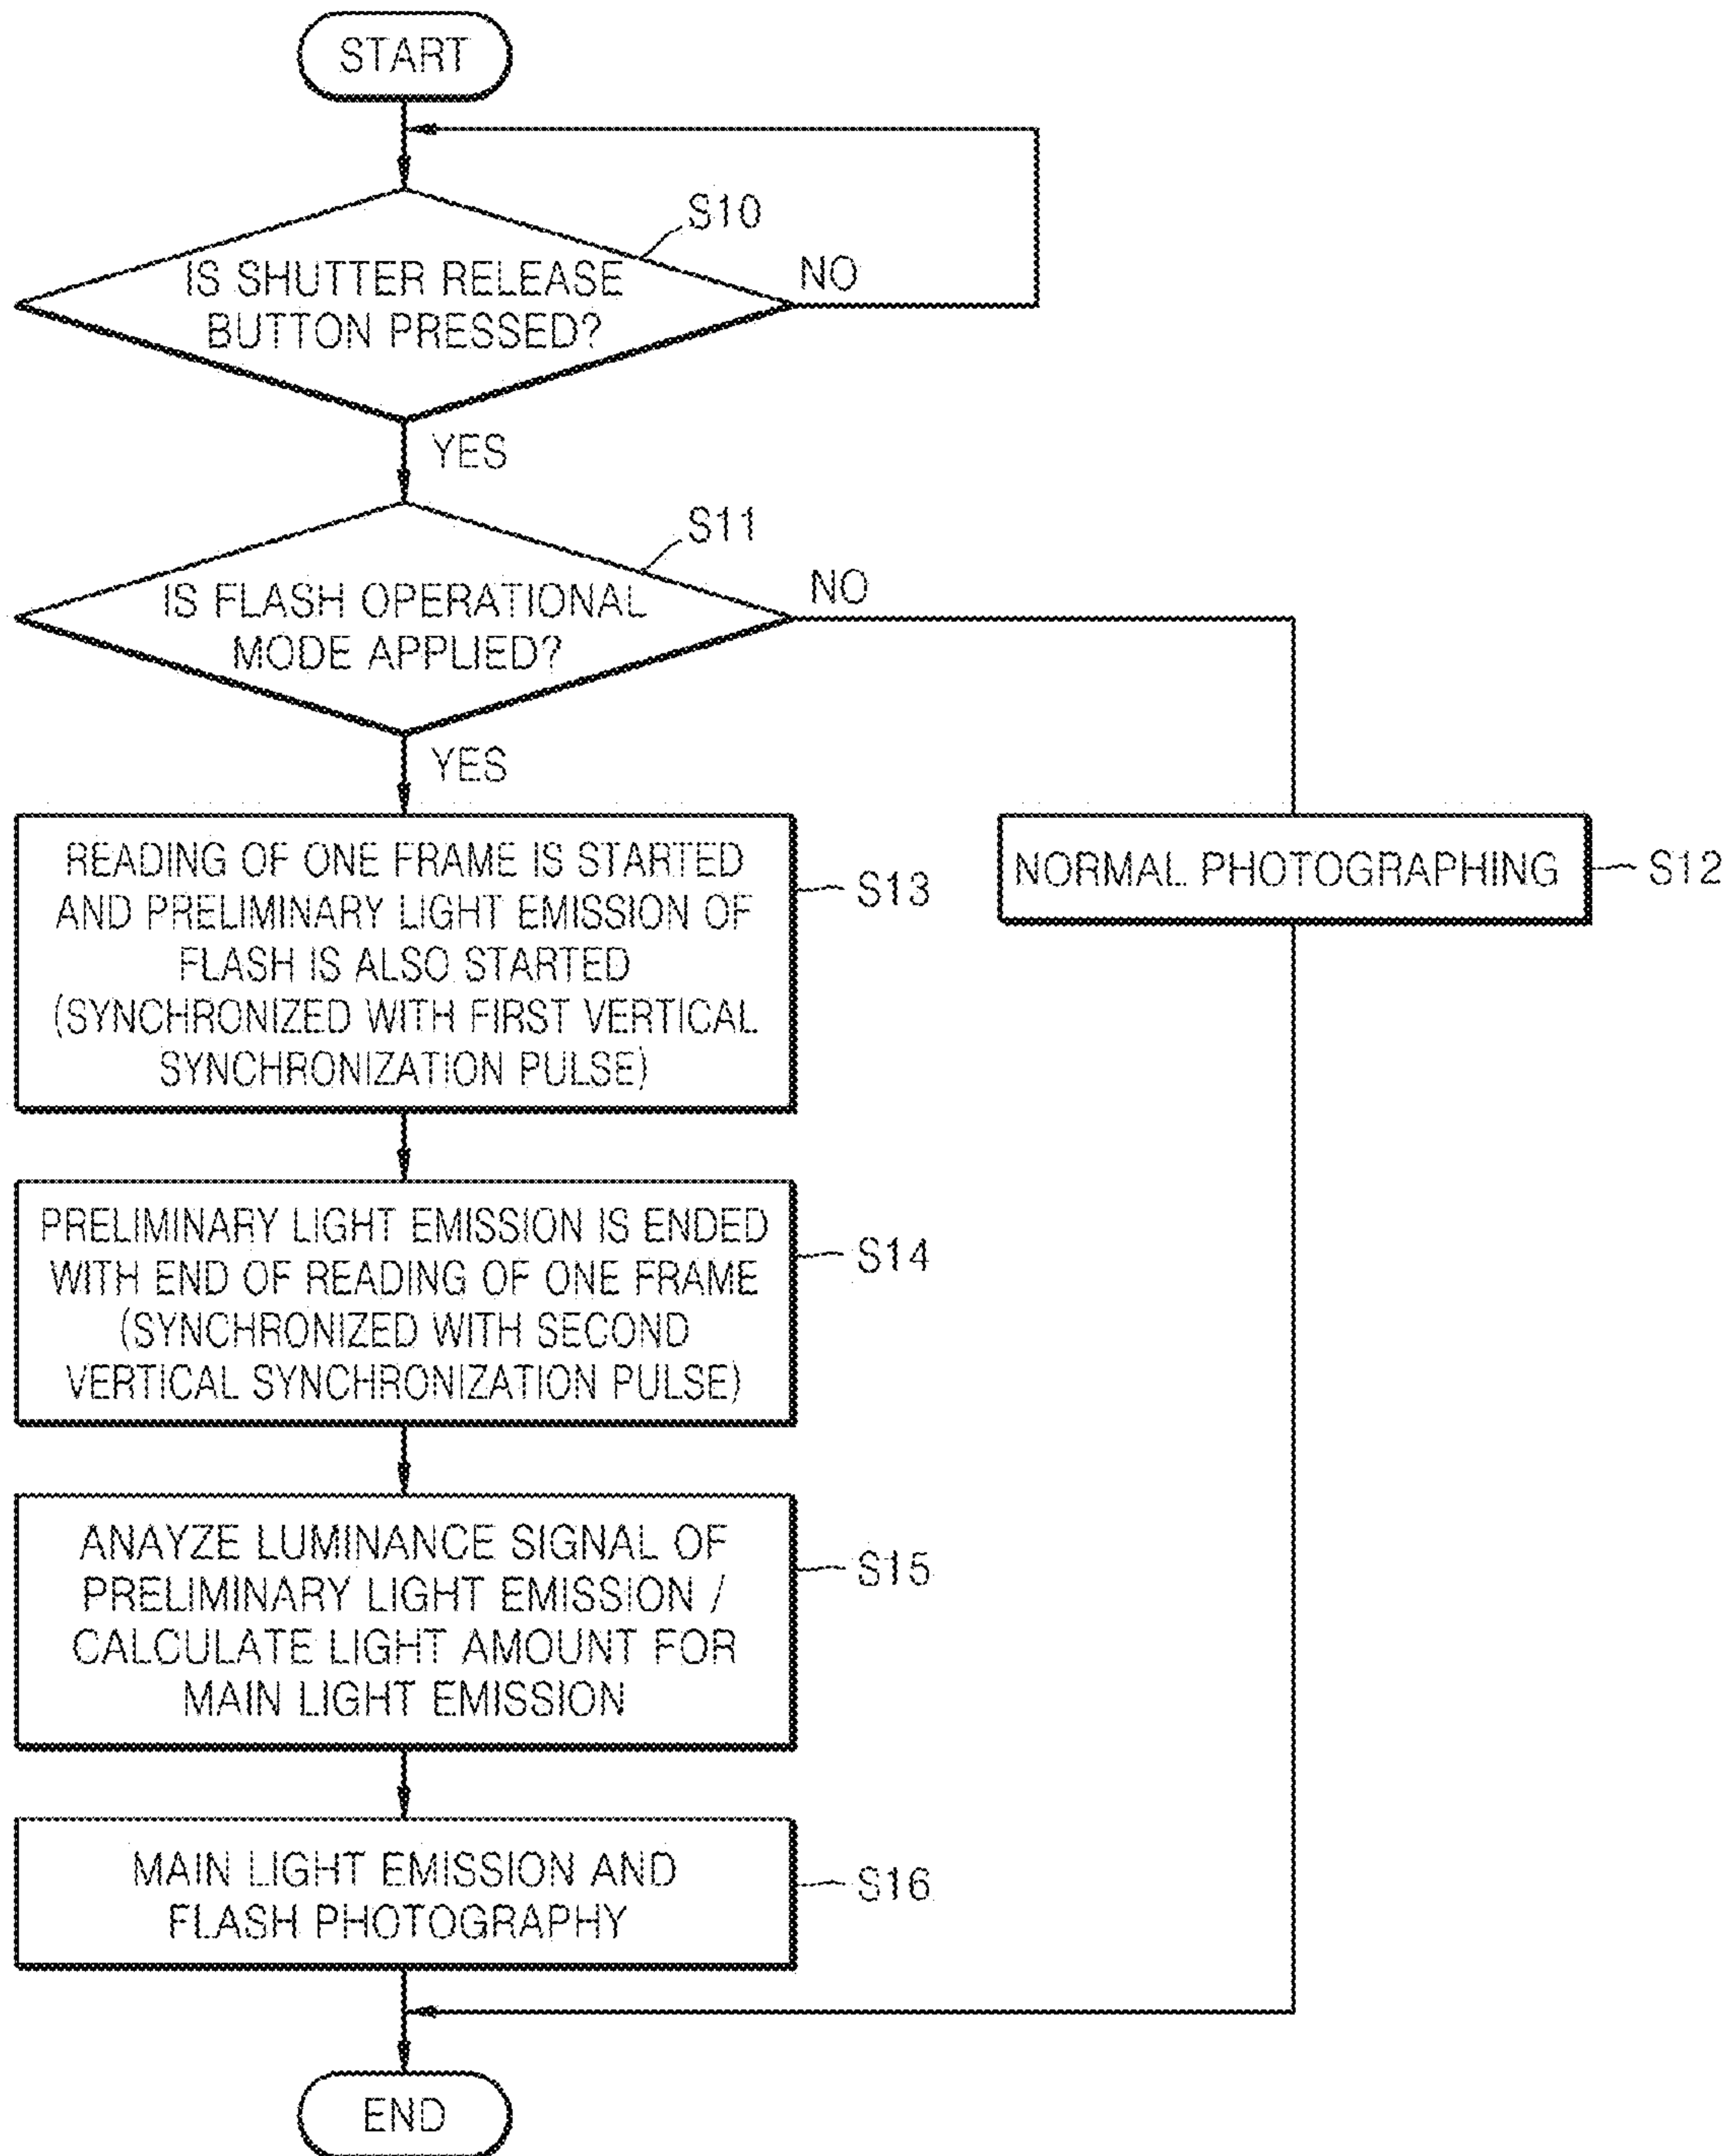 START
S10
IS SHUTTER RELEASE
BUTTON PRESSED?
NO
YES
S11
IS FLASH OPERATIONAL
MODE APPLIED?
NO
YES
READING OF ONE FRAME IS STARTED
AND PRELIMINARY LIGHT EMISSION OF
FLASH IS ALSO STARTED
(SYNCHRONIZED WITH FIRST VERTICAL
SYNCHRONIZATION PULSE)
S13
NORMAL PHOTOGRAPHING
S12
PRELIMINARY LIGHT EMISSION IS ENDED
WITH END OF READING OF ONE FRAME
(SYNCHRONIZED WITH SECOND
VERTICAL SYNCHRONIZATION PULSE)
S14
ANAYZE LUMINANCE SIGNAL OF
PRELIMINARY LIGHT EMISSION /
CALCULATE LIGHT AMOUNT FOR
MAIN LIGHT EMISSION
S15
MAIN LIGHT EMISSION AND
FLASH PHOTOGRAPHY
S16
END